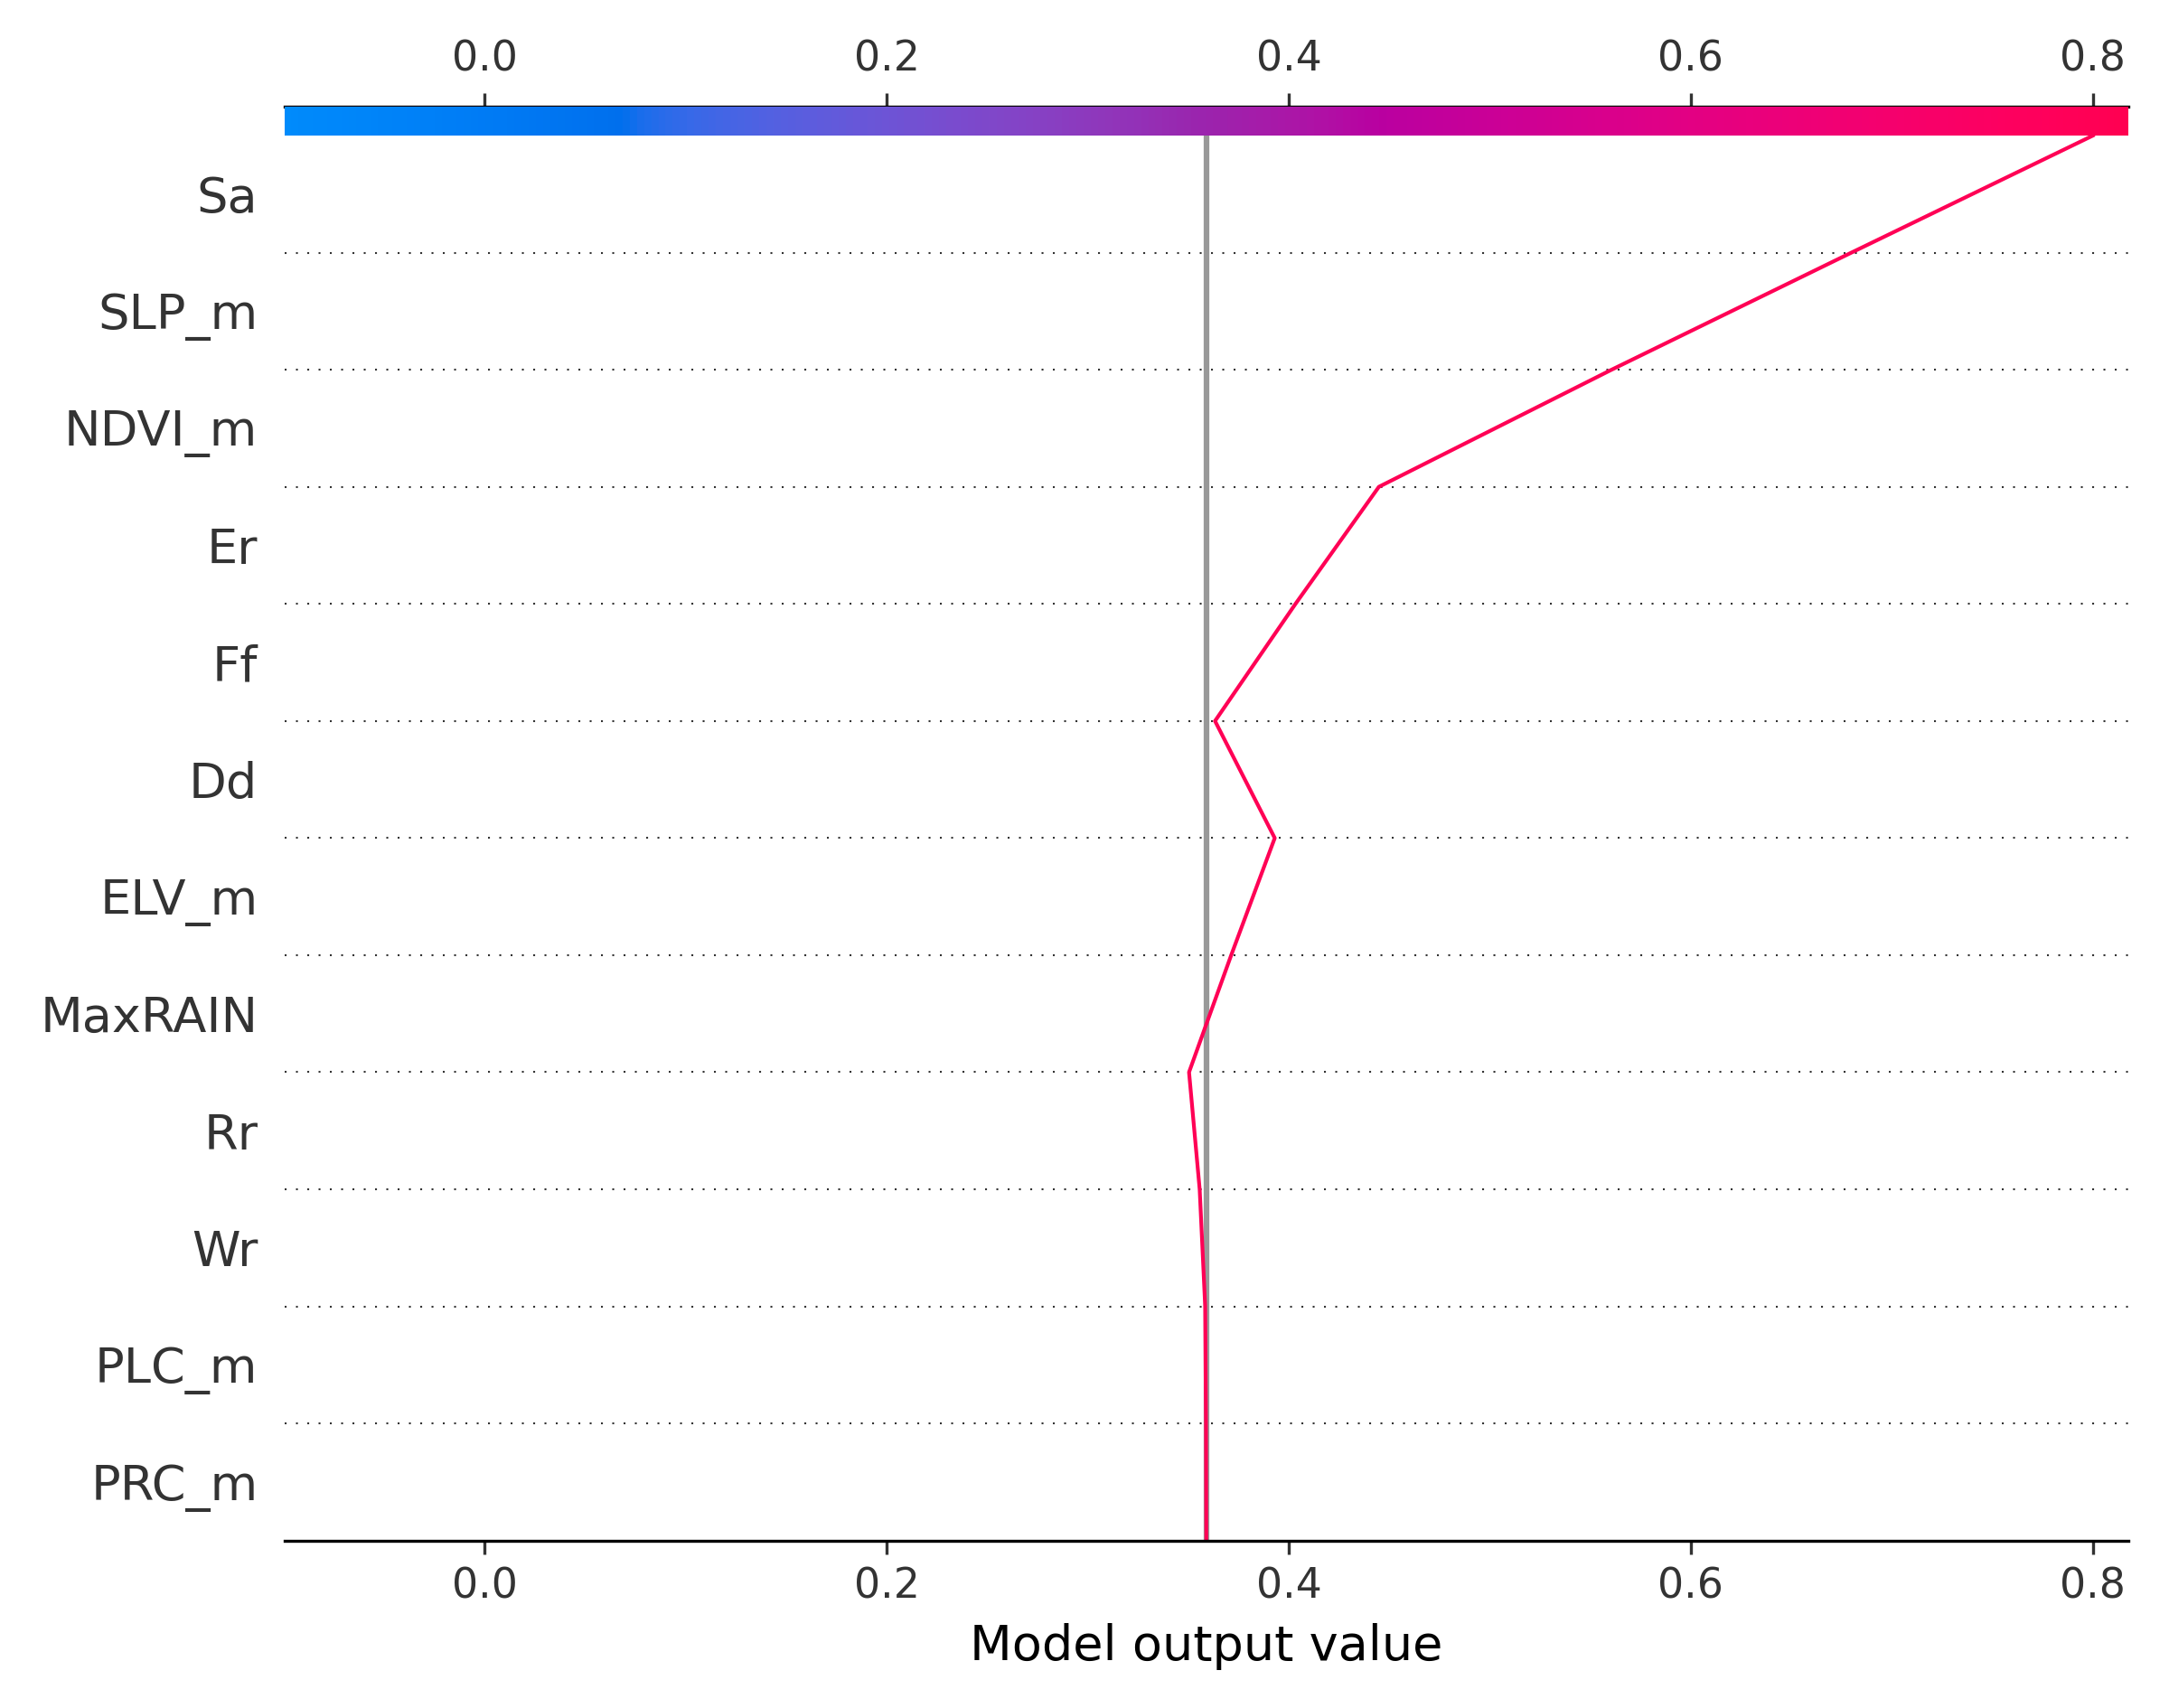 0.0 0.2 0.4 0.6 0.8
Sa
SLP_m
NDVI_m
Er
Ff
Dd
ELV_m
MaxRAIN
Rr
Wr
PLC_m
PRC_m
0.0 0.2 0.4 0.6 0.8
Model output value